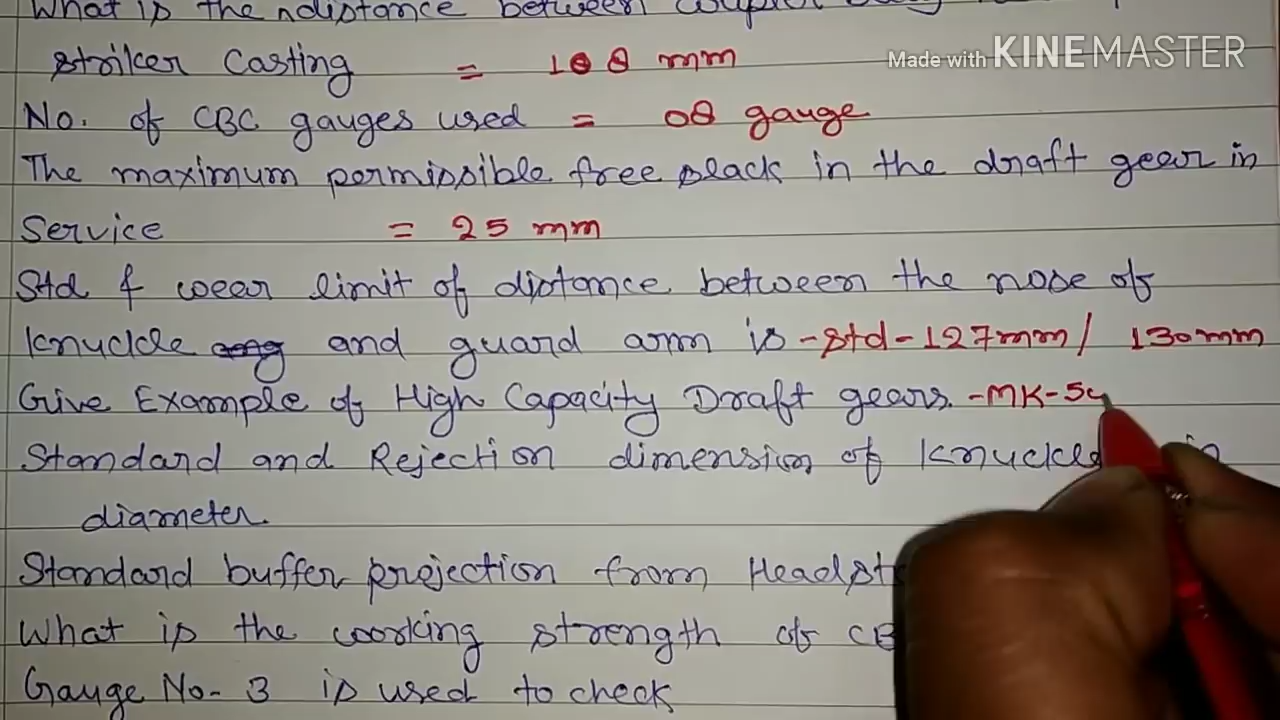 What is the ndistance between coupler
Made with KINEMASTER
striker Casting = 108 mm
No. of CBC gauges used = 08 gauge
The maximum permissible free slack in the draft gear in
Service = 25 mm
Std & wear limit of distance between the nose of
knuckle and guard arm is - Std - 127mm / 130mm
Give Example of High Capacity Draft gears. - MK-50
Standard and Rejection dimension of knuckle
diameter.
Standard buffer projection from
What is the working strength of
Gauge No- 3 is used to check